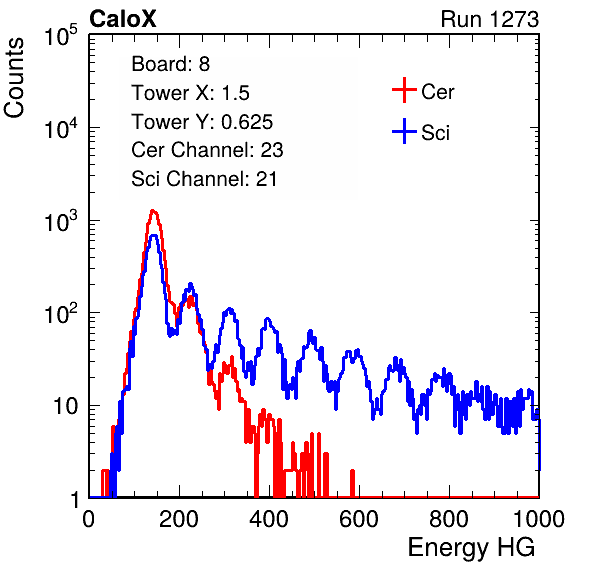 CaloX Run 1273
Counts
Board: 8
Tower X: 1.5
Tower Y: 0.625
Cer Channel: 23
Sci Channel: 21
Cer
Sci
10^5
10^4
10^3
10^2
10
1
0 200 400 600 800 1000
Energy HG